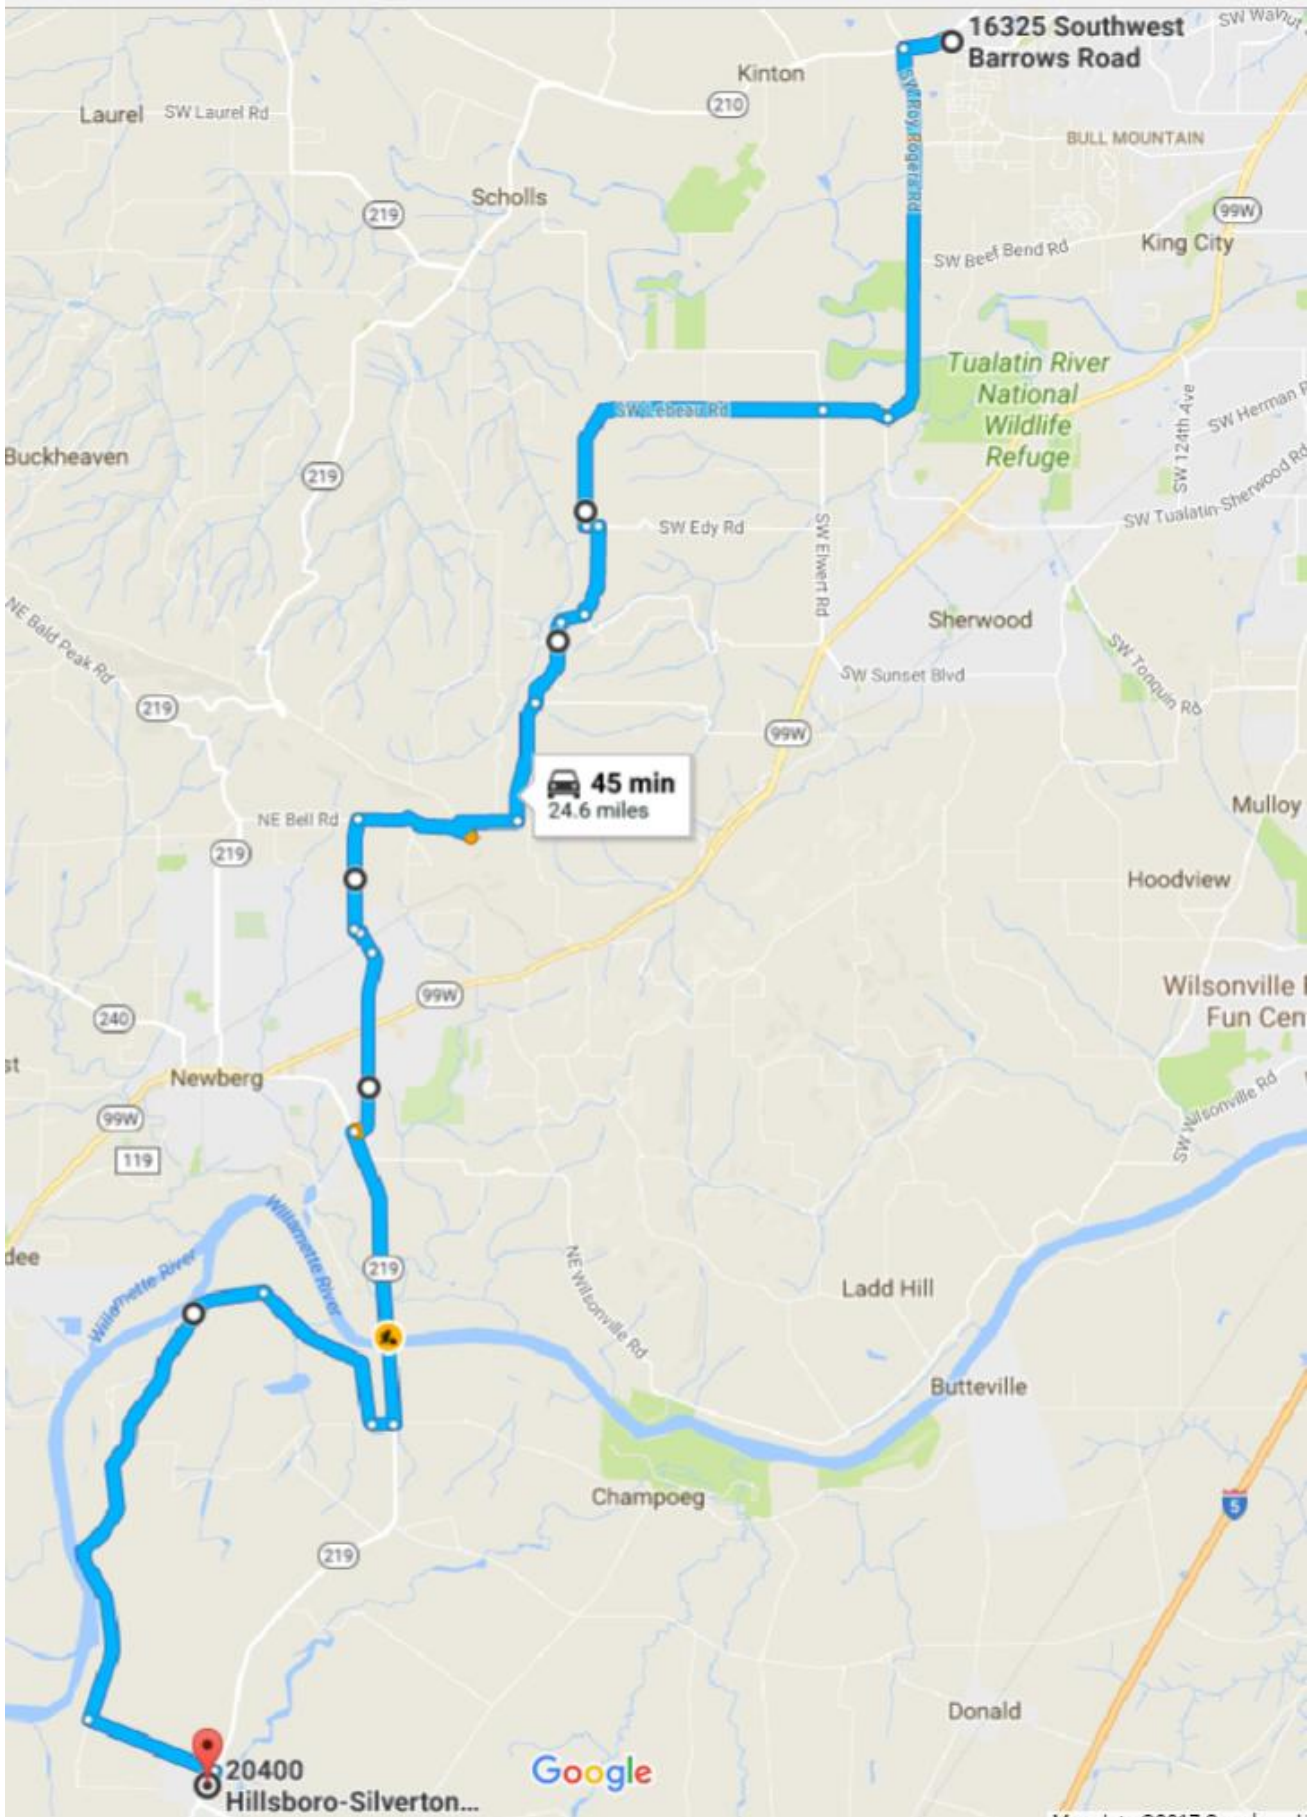 16325 Southwest
Barrows Road
SW Walnut
Kinton
210
Laurel
SW Laurel Rd
SW Roy Rogers Rd
BULL MOUNTAIN
Scholls
219
99W
King City
SW Beef Bend Rd
Tualatin River
National
Wildlife
Refuge
SW 124th Ave
SW Herman
SW Lebeau Rd
Buckheaven
219
SW Tualatin-Sherwood Rd
SW Edy Rd
SW Elwert Rd
Sherwood
NE Bald Peak Rd
SW Tonquin Rd
SW Sunset Blvd
219
99W
45 min
24.6 miles
Mulloy
NE Bell Rd
219
Hoodview
Wilsonville
Fun Cen
99W
240
st
Newberg
99W
119
SW Wilsonville Rd
Willamette River
Willamette River
dee
219
NE Wilsonville Rd
Ladd Hill
Butteville
Champoeg
5
219
Donald
20400
Hillsboro-Silverton...
Google